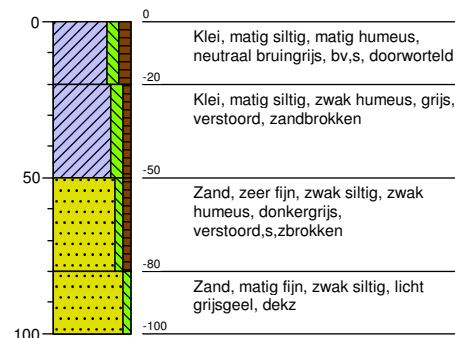 0
0
Klei, matig siltig, matig humeus,
neutraal bruingrijs, bv,s, doorworteld
-20
Klei, matig siltig, zwak humeus, grijs,
verstoord, zandbrokken
50
-50
Zand, zeer fijn, zwak siltig, zwak
humeus, donkergrijs,
verstoord,s,zbrokken
-80
Zand, matig fijn, zwak siltig, licht
grijsgeel, dekz
100
-100